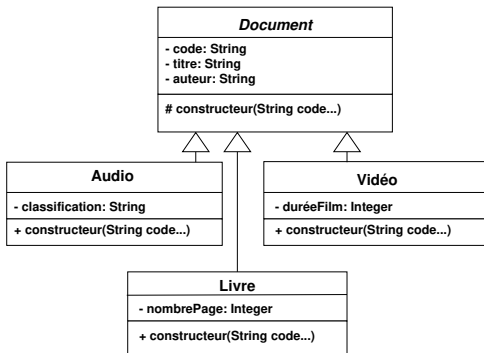 Document
- code: String
- titre: String
- auteur: String
# constructeur(String code...)
Audio
- classification: String
+ constructeur(String code...)
Vidéo
- duréeFilm: Integer
+ constructeur(String code...)
Livre
- nombrePage: Integer
+ constructeur(String code...)